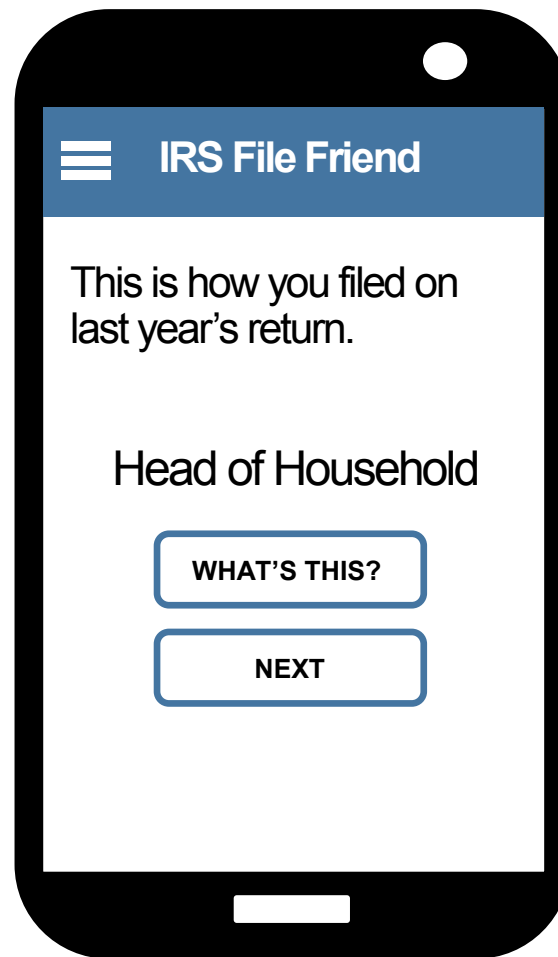 IRS File Friend
This is how you filed on
last year’s return.
Head of Household
WHAT’S THIS?
NEXT